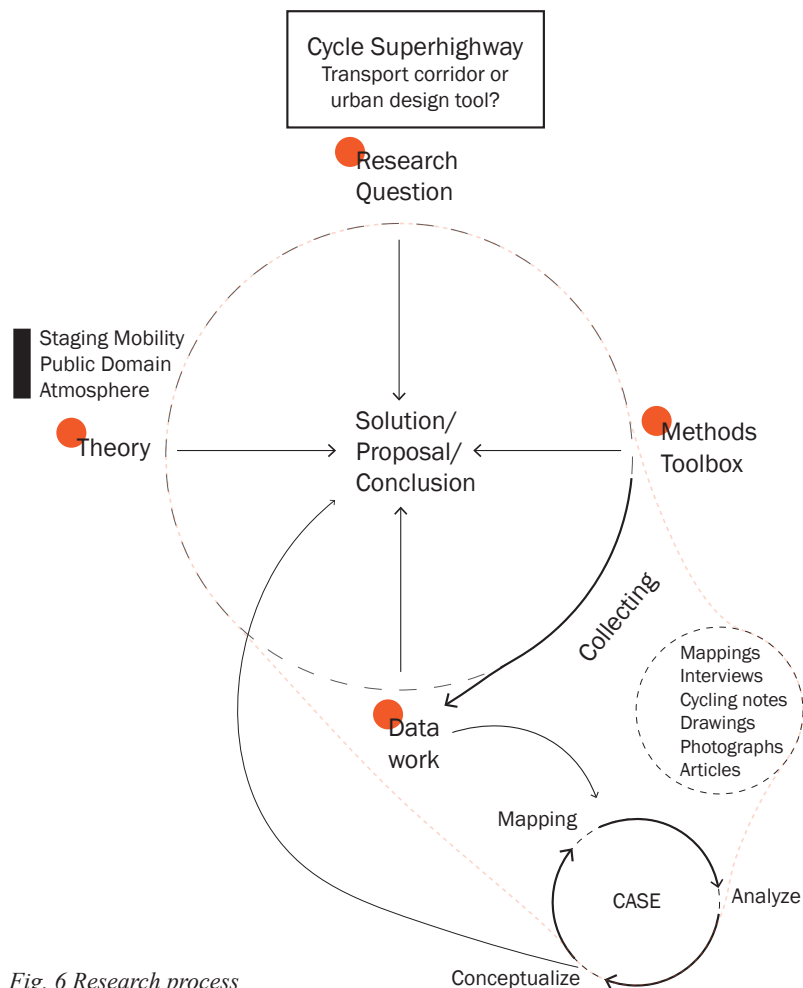 Cycle Superhighway
Transport corridor or
urban design tool?
Research
Question
Staging Mobility
Public Domain
Atmosphere
Theory
Solution/
Proposal/
Conclusion
Methods
Toolbox
Collecting
Mappings
Interviews
Cycling notes
Drawings
Photographs
Articles
Data
work
Mapping
CASE
Analyze
Conceptualize
Fig. 6 Research process